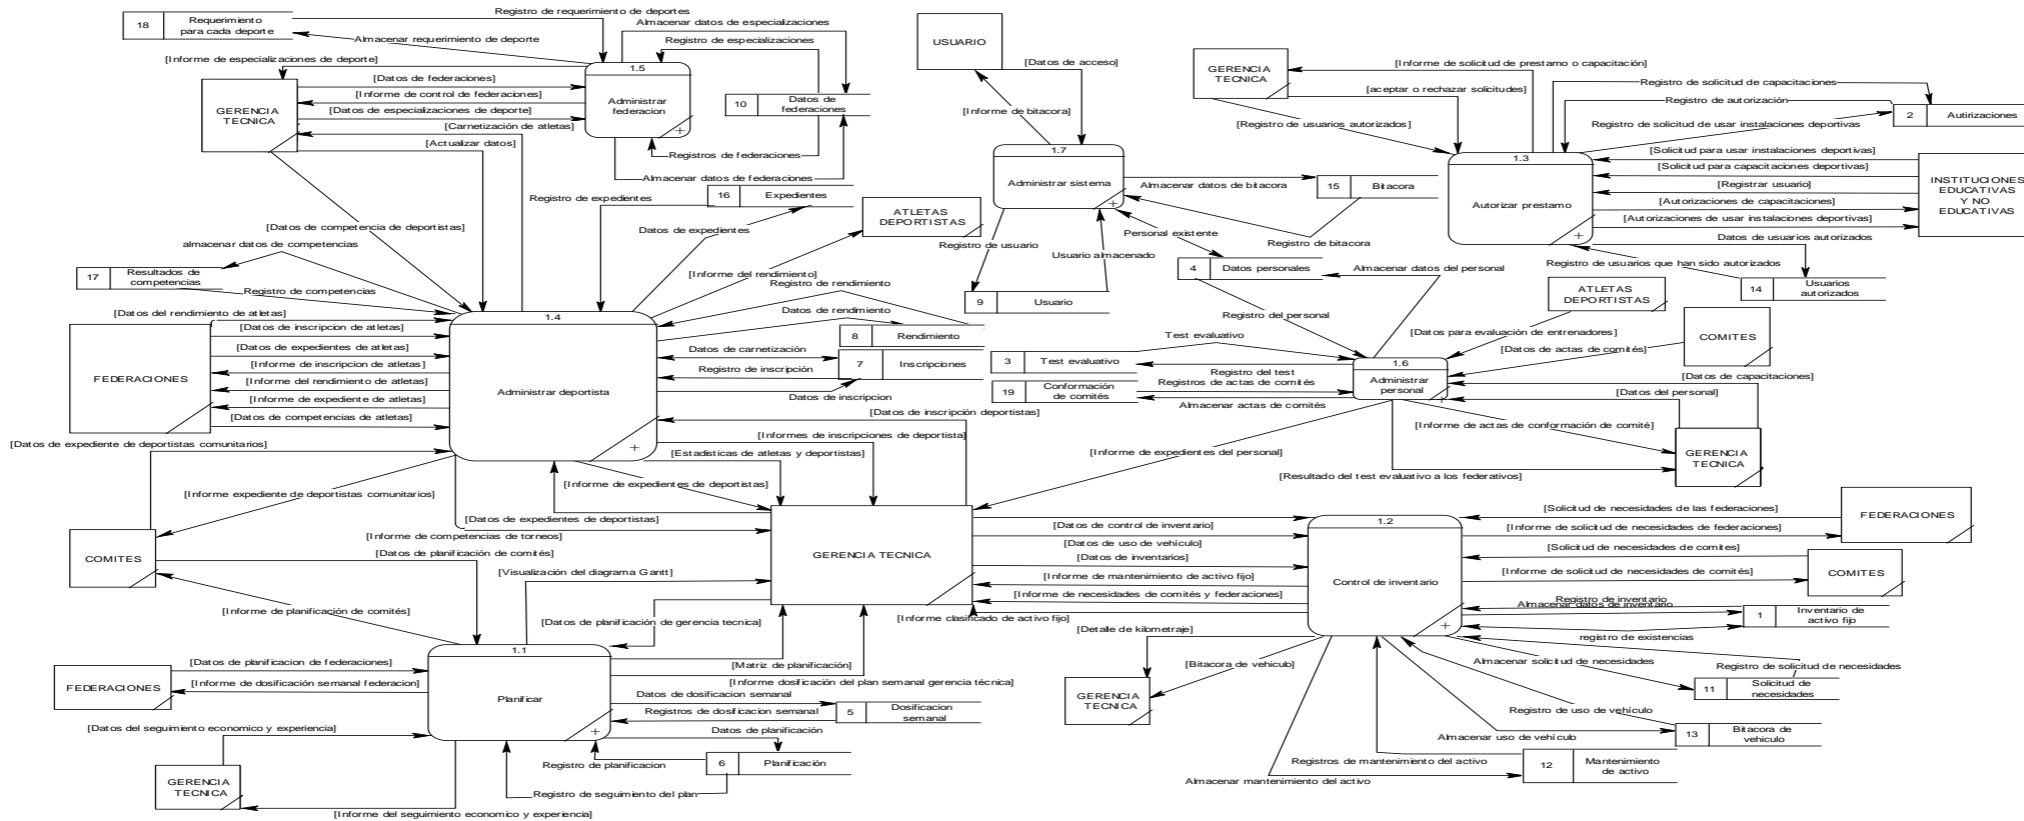 Registro de requerimiento de deportes
18
Requerimiento
para cada deporte
Almacenar datos de especializaciones
Almacenar requerimiento de deporte
Registro de especializaciones
[Informe de especializaciones de deporte]
1.5
Administrar
federacion
[Datos de federaciones]
[Informe de control de federaciones]
[Datos de especializaciones de deporte]
GERENCIA
TECNICA
10
Datos de
federaciones
[Carnetización de atletas]
[Actualizar datos]
Registros de federaciones
Almacenar datos de federaciones
16
Expedientes
Registro de expedientes
ATLETAS
DEPORTISTAS
[Datos de competencia de deportistas]
Datos de expedientes
almacenar datos de competencias
17
Resultados de
competencias
Registro de competencias
[Informe del rendimiento]
Registro de rendimiento
[Datos del rendimiento de atletas]
1.4
Administrar deportista
[Datos de inscripcion de atletas]
[Datos de expedientes de atletas]
[Informe de inscripcion de atletas]
[Informe del rendimiento de atletas]
[Informe de expediente de atletas]
[Datos de competencias de atletas]
FEDERACIONES
Datos de rendimiento
8
Rendimiento
Datos de carnetización
7
Inscripciones
Registro de inscripción
Datos de inscripcion
[Datos de inscripción deportistas]
[Datos de expediente de deportistas comunitarios]
[Informes de inscripciones de deportista]
[Estadísticas de atletas y deportistas]
[Informe de expedientes de deportistas]
[Informe expediente de deportistas comunitarios]
[Datos de expedientes de deportistas]
[Informe de competencias de torneos]
COMITES
[Datos de planificación de comités]
GERENCIA TECNICA
[Visualización del diagrama Gantt]
[Informe de planificación de comités]
[Datos de planificación de gerencia tecnica]
1.1
Planificar
[Datos de planificacion de federaciones]
FEDERACIONES
[Informe de dosificación semanal federacion]
[Matriz de planificación]
[Informe dosificación del plan semanal gerencia técnica]
Datos de dosificacion semanal
Registros de dosificacion semanal
5
Dosificacion
semanal
[Datos del seguimiento economico y experiencia]
Datos de planificación
Registro de planificacion
6
Planificación
GERENCIA
TECNICA
Registro de seguimiento del plan
[Informe del seguimiento economico y experiencia]
USUARIO
[Datos de acceso]
[Informe de bitacora]
1.7
Administrar sistema
Almacenar datos de bitacora
15
Bitacora
Registro de bitacora
Registro de usuario
Usuario almacenado
Personal existente
9
Usuario
4
Datos personales
Almacenar datos del personal
Registro del personal
GERENCIA
TECNICA
[Informe de solicitud de prestamo o capacitación]
[aceptar o rechazar solicitudes]
[Registro de usuarios autorizados]
Registro de solicitud de capacitaciones
Registro de autorización
2
Autirizaciones
Registro de solicitud de usar instalaciones deportivas
1.3
Autorizar prestamo
[Solicitud para usar instalaciones deportivas]
[Solicitud para capacitaciones deportivas]
[Registrar usuario]
[Autorizaciones de capacitaciones]
[Autorizaciones de usar instalaciones deportivas]
INSTITUCIONES
EDUCATIVAS
Y NO
EDUCATIVAS
Datos de usuarios autorizados
Registro de usuarios que han sido autorizados
14
Usuarios
autorizados
ATLETAS
DEPORTISTAS
[Datos para evaluación de entrenadores]
COMITES
[Datos de actas de comités]
Test evaluativo
3
Test evaluativo
Registro del test
1.6
Administrar
personal
Registros de actas de comités
19
Conformación
de comités
Almacenar actas de comités
[Datos de capacitaciones]
[Datos del personal]
[Informe de actas de conformación de comité]
GERENCIA
TECNICA
[Informe de expedientes del personal]
[Resultado del test evaluativo a los federativos]
[Datos de control de inventario]
[Datos de uso de vehículo]
[Datos de inventarios]
[Informe de mantenimiento de activo fijo]
[Informe de necesidades de comités y federaciones]
[Informe clasificado de activo fijo]
1.2
Control de inventario
[Solicitud de necesidades de las federaciones]
[Informe de solicitud de necesidades de federaciones]
FEDERACIONES
[Solicitud de necesidades de comites]
[Informe de solicitud de necesidades de comités]
COMITES
Registro de inventario
Almacenar datos de inventario
1
Inventario de
activo fijo
registro de existencias
[Detalle de kilometraje]
[Bitacora de vehiculo]
GERENCIA
TECNICA
Almacenar solicitud de necesidades
Registro de solicitud de necesidades
11
Solicitud de
necesidades
Registro de uso de vehículo
Almacenar uso de vehículo
13
Bitacora de
vehiculo
Registros de mantenimiento del activo
12
Mantenimiento
de activo
Almacenar mantenimiento del activo